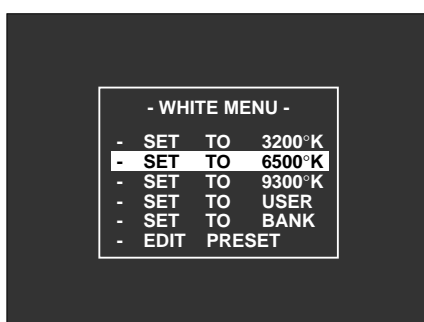 - WHITE MENU -
- SET TO 3200°K
- SET TO 6500°K
- SET TO 9300°K
- SET TO USER
- SET TO BANK
- EDIT PRESET